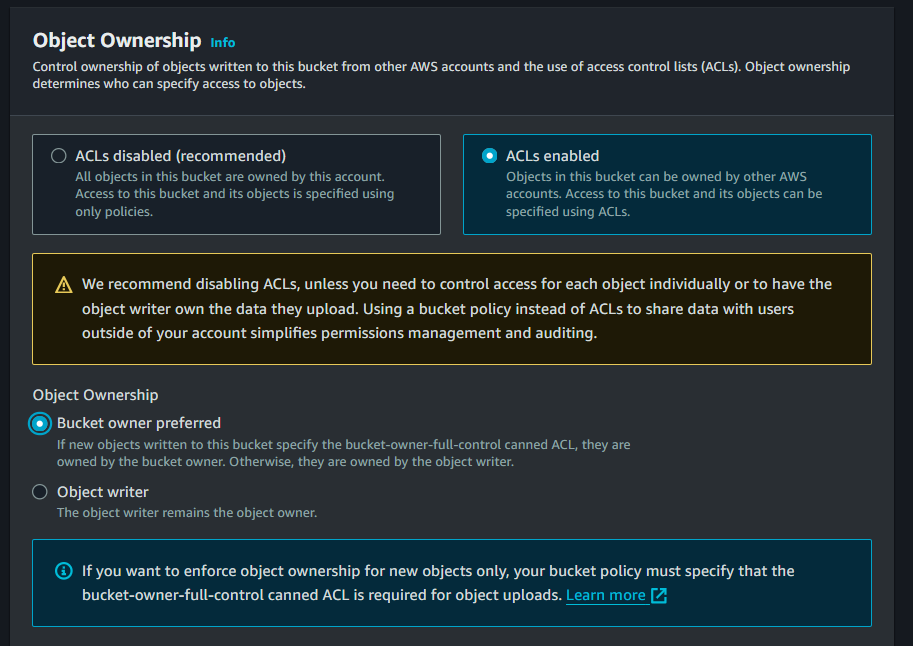 Object Ownership Info
Control ownership of objects written to this bucket from other AWS accounts and the use of access control lists (ACLs). Object ownership
determines who can specify access to objects.
ACLs disabled (recommended)
All objects in this bucket are owned by this account.
Access to this bucket and its objects is specified using
only policies.
ACLs enabled
Objects in this bucket can be owned by other AWS
accounts. Access to this bucket and its objects can be
specified using ACLs.
We recommend disabling ACLs, unless you need to control access for each object individually or to have the
object writer own the data they upload. Using a bucket policy instead of ACLs to share data with users
outside of your account simplifies permissions management and auditing.
Object Ownership
Bucket owner preferred
If new objects written to this bucket specify the bucket-owner-full-control canned ACL, they are
owned by the bucket owner. Otherwise, they are owned by the object writer.
Object writer
The object writer remains the object owner.
If you want to enforce object ownership for new objects only, your bucket policy must specify that the
bucket-owner-full-control canned ACL is required for object uploads. Learn more